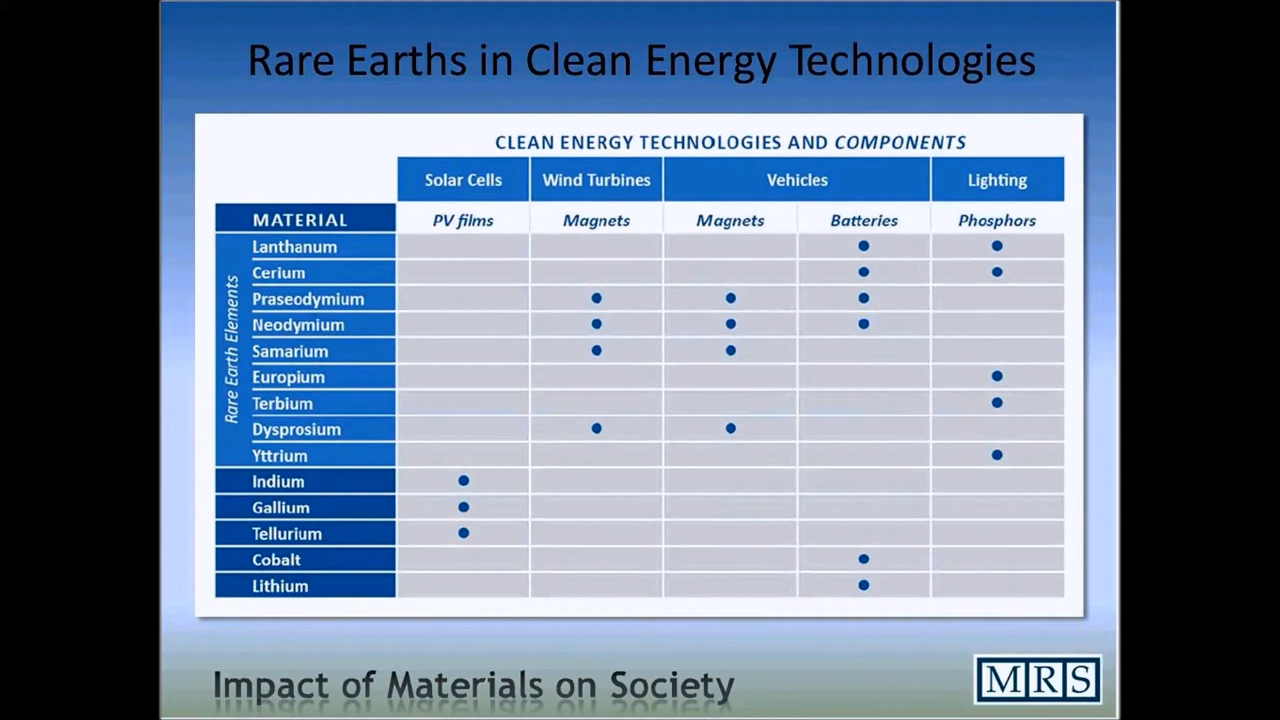 Rare Earths in Clean Energy Technologies
CLEAN ENERGY TECHNOLOGIES AND COMPONENTS
Solar Cells Wind Turbines Vehicles Lighting
MATERIAL PV films Magnets Magnets Batteries Phosphors
Rare Earth Elements
Lanthanum
Cerium
Praseodymium
Neodymium
Samarium
Europium
Terbium
Dysprosium
Yttrium
Indium
Gallium
Tellurium
Cobalt
Lithium
Impact of Materials on Society
MRS